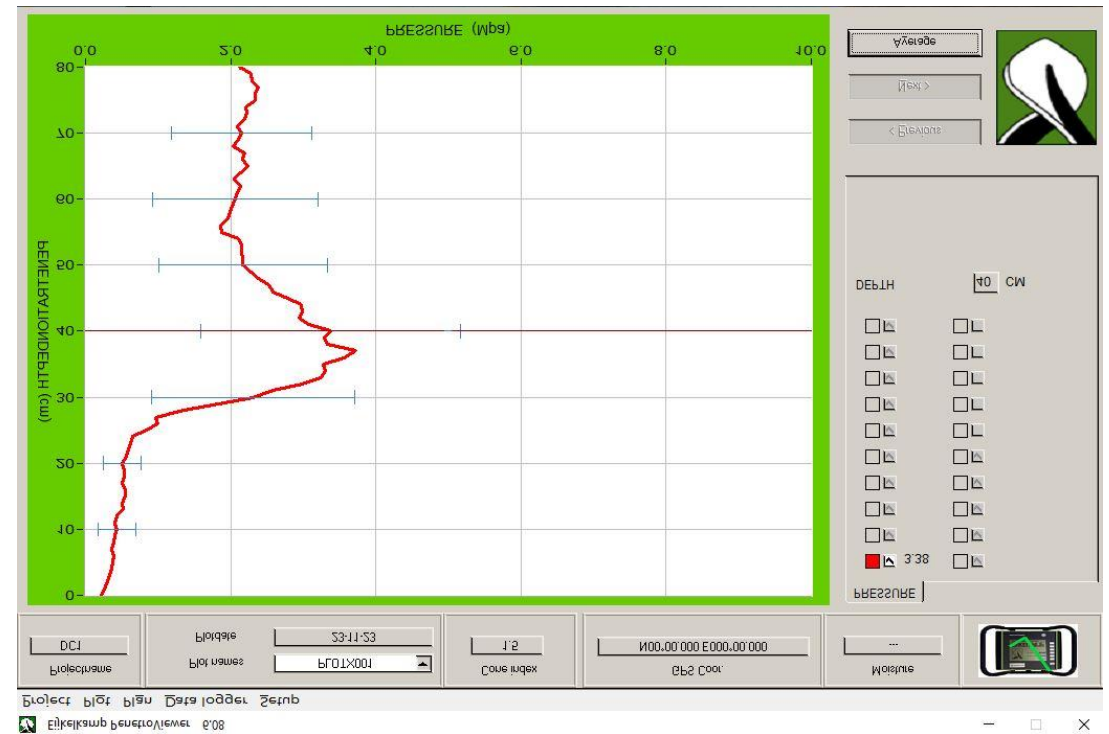 Eijkelkamp PenetroViewer 6.08
Project Plot Plan Data logger Setup
Projectname
DC1
Plot names PL01X001
Plotdate 23-11-23
Cone index
1.5
GPS Coor.
N00°00.000 E000°00.000
Moisture
---
PRESSURE
3.38
DEPTH 40 CM
< Previous
Next >
Average
0
10
20
30
40
50
60
70
80
PENETRATIONDEPTH (cm)
0.0 2.0 4.0 6.0 8.0 10.0
PRESSURE (Mpa)